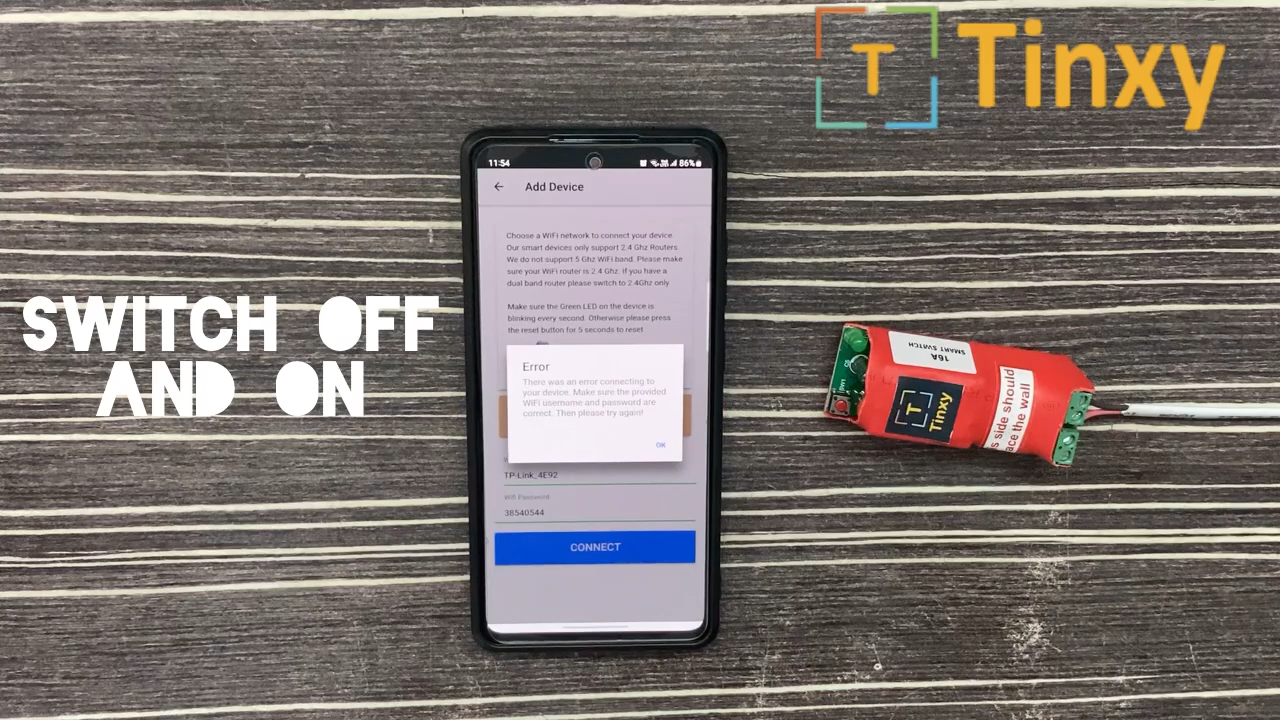 T Tinxy
11:54
86%
Add Device
Choose a WiFi network to connect your device
Our smart devices only support 2.4 Ghz Routers.
We do not support 5 Ghz WiFi band. Please make
sure your WiFi router is 2.4 Ghz. if you have a
dual band router please switch to 2.4Ghz only
Make sure the Green LED on the device is
blinking every second. Otherwise please press
the reset button for 5 seconds to reset
SWITCH OFF
AND ON
Error
There was an error connecting to
your device. Make sure the provided
WiFi username and password are
correct. Then please try again!
OK
TP-Link_4E92
Wifi Password
38540544
CONNECT
16A
SMART SWITCH
T Tinxy
s side should
ace the wall